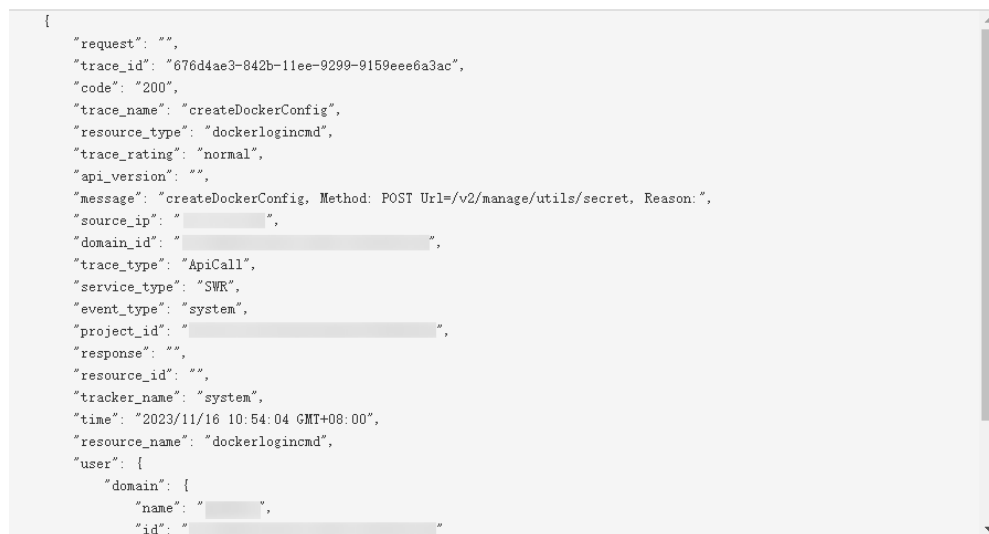 {
"request": "",
"trace_id": "676d4ae3-842b-11ee-9299-9159eee6a3ac",
"code": "200",
"trace_name": "createDockerConfig",
"resource_type": "dockerlogincmd",
"trace_rating": "normal",
"api_version": "",
"message": "createDockerConfig, Method: POST Url=/v2/manage/utils/secret, Reason:",
"source_ip": " ",
"domain_id": " ",
"trace_type": "ApiCall",
"service_type": "SWR",
"event_type": "system",
"project_id": " ",
"response": "",
"resource_id": "",
"tracker_name": "system",
"time": "2023/11/16 10:54:04 GMT+08:00",
"resource_name": "dockerlogincmd",
"user": {
"domain": {
"name": " ",
"id": " "